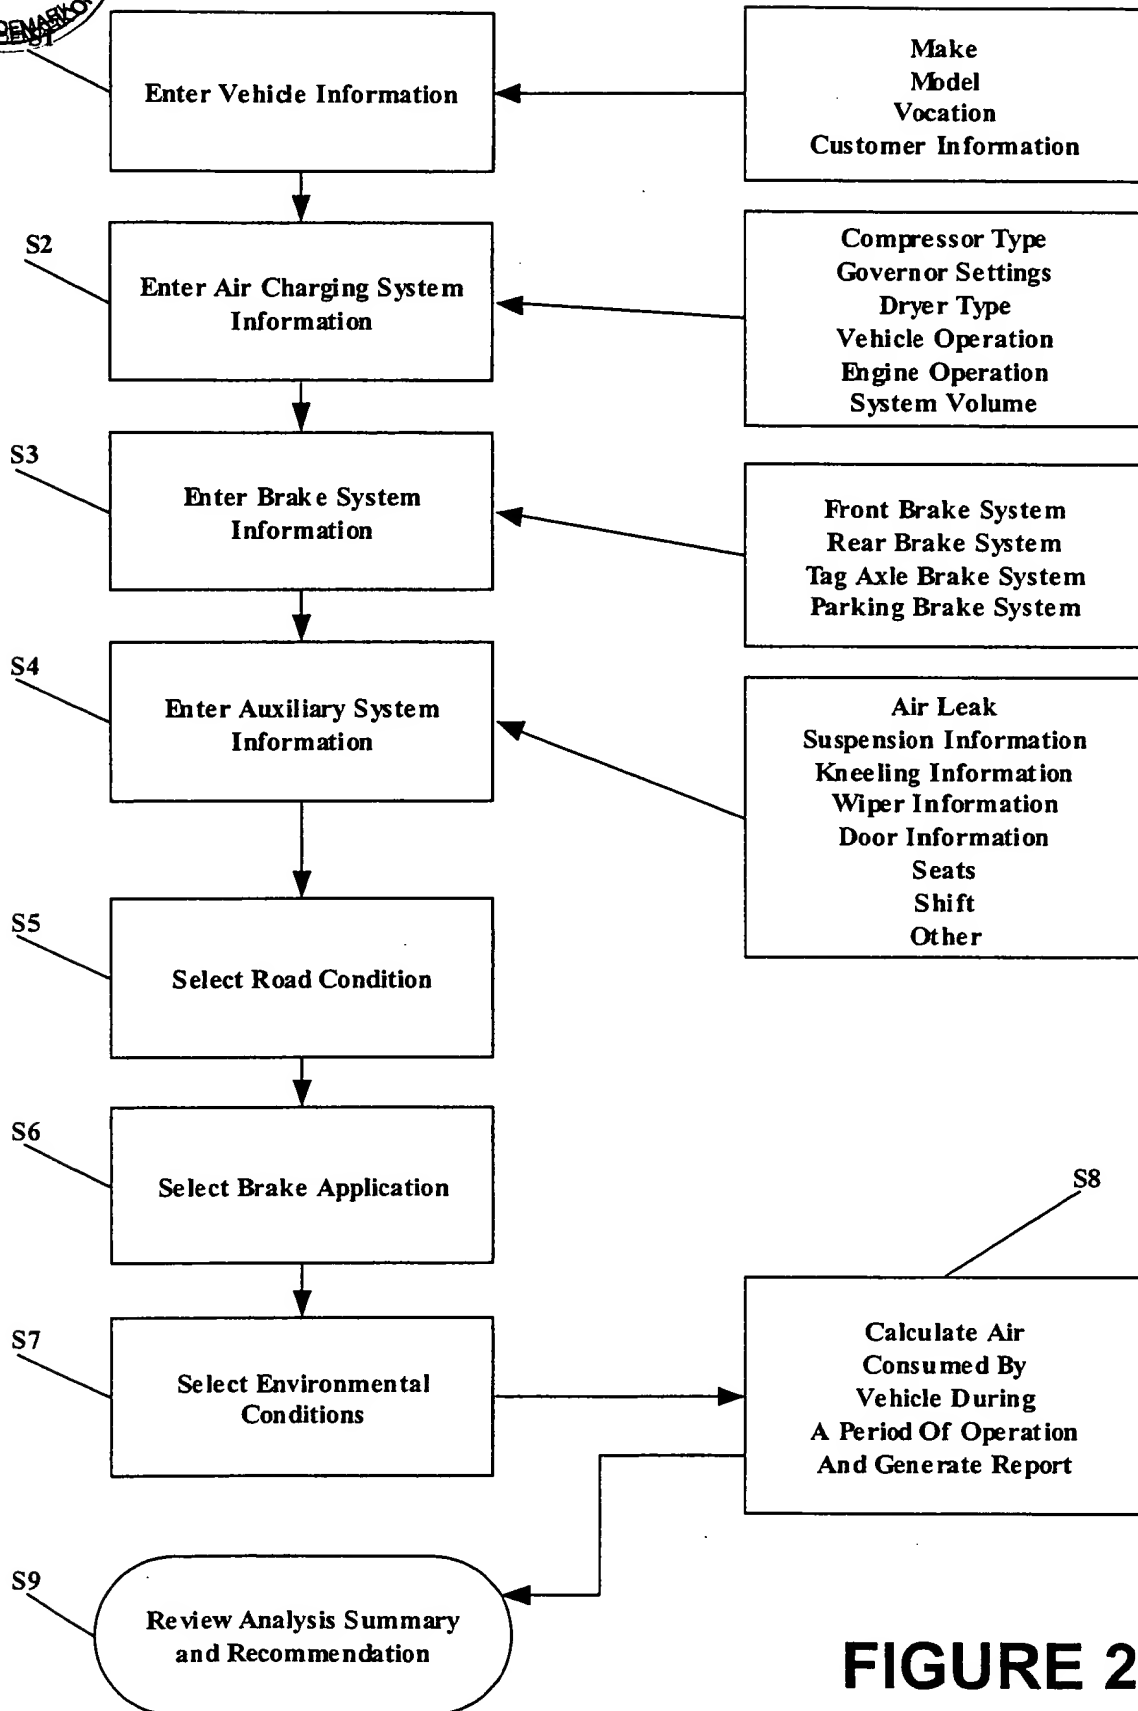 S1
Enter Vehicle Information
Make
Model
Vocation
Customer Information
S2
Enter Air Charging System
Information
Compressor Type
Governor Settings
Dryer Type
Vehicle Operation
Engine Operation
System Volume
S3
Enter Brake System
Information
Front Brake System
Rear Brake System
Tag Axle Brake System
Parking Brake System
S4
Enter Auxiliary System
Information
Air Leak
Suspension Information
Kneeling Information
Wiper Information
Door Information
Seats
Shift
Other
S5
Select Road Condition
S6
Select Brake Application
S7
Select Environmental
Conditions
S8
Calculate Air
Consumed By
Vehicle During
A Period Of Operation
And Generate Report
S9
Review Analysis Summary
and Recommendation
FIGURE 2